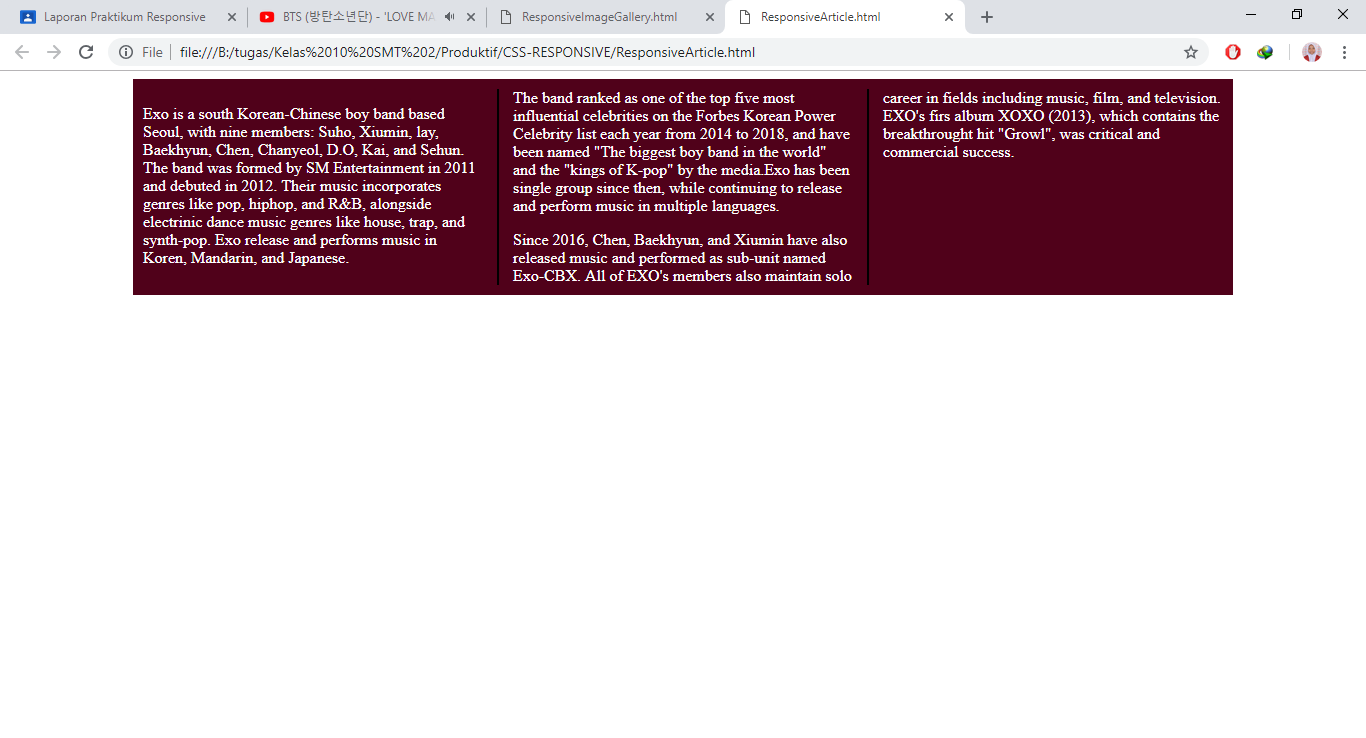 Laporan Praktikum Responsive
BTS (방탄소년단) - 'LOVE MA
ResponsiveImageGallery.html
ResponsiveArticle.html
File
file:///B:/tugas/Kelas%2010%20SMT%202/Produktif/CSS-RESPONSIVE/ResponsiveArticle.html
Exo is a south Korean-Chinese boy band based
Seoul, with nine members: Suho, Xiumin, lay,
Baekhyun, Chen, Chanyeol, D.O, Kai, and Sehun.
The band was formed by SM Entertainment in 2011
and debuted in 2012. Their music incorporates
genres like pop, hiphop, and R&B, alongside
electrinic dance music genres like house, trap, and
synth-pop. Exo release and performs music in
Koren, Mandarin, and Japanese.
The band ranked as one of the top five most
influential celebrities on the Forbes Korean Power
Celebrity list each year from 2014 to 2018, and have
been named "The biggest boy band in the world"
and the "kings of K-pop" by the media.Exo has been
single group since then, while continuing to release
and perform music in multiple languages.
Since 2016, Chen, Baekhyun, and Xiumin have also
released music and performed as sub-unit named
Exo-CBX. All of EXO's members also maintain solo
career in fields including music, film, and television.
EXO's firs album XOXO (2013), which contains the
breakthrought hit "Growl", was critical and
commercial success.